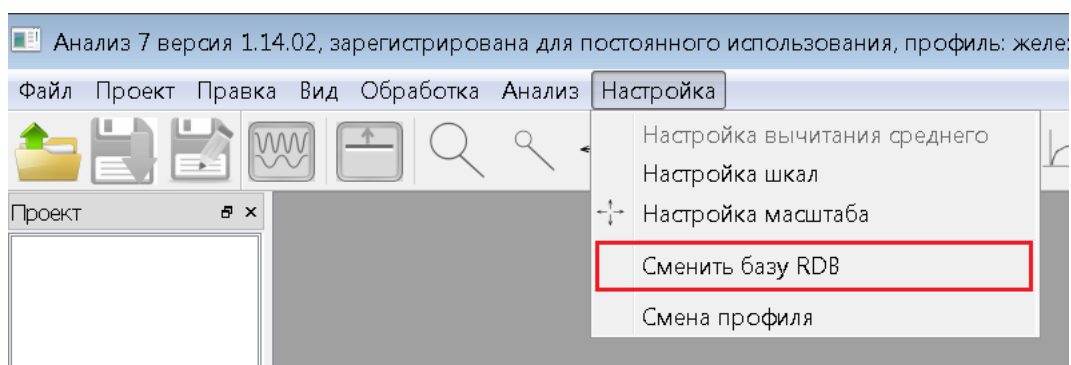 Анализ 7 версия 1.14.02, зарегистрирована для постоянного использования, профиль: желе
Файл Проект Правка Вид Обработка Анализ Настройка
Настройка вычитания среднего
Настройка шкал
Проект
Настройка масштаба
Сменить базу RDB
Смена профиля